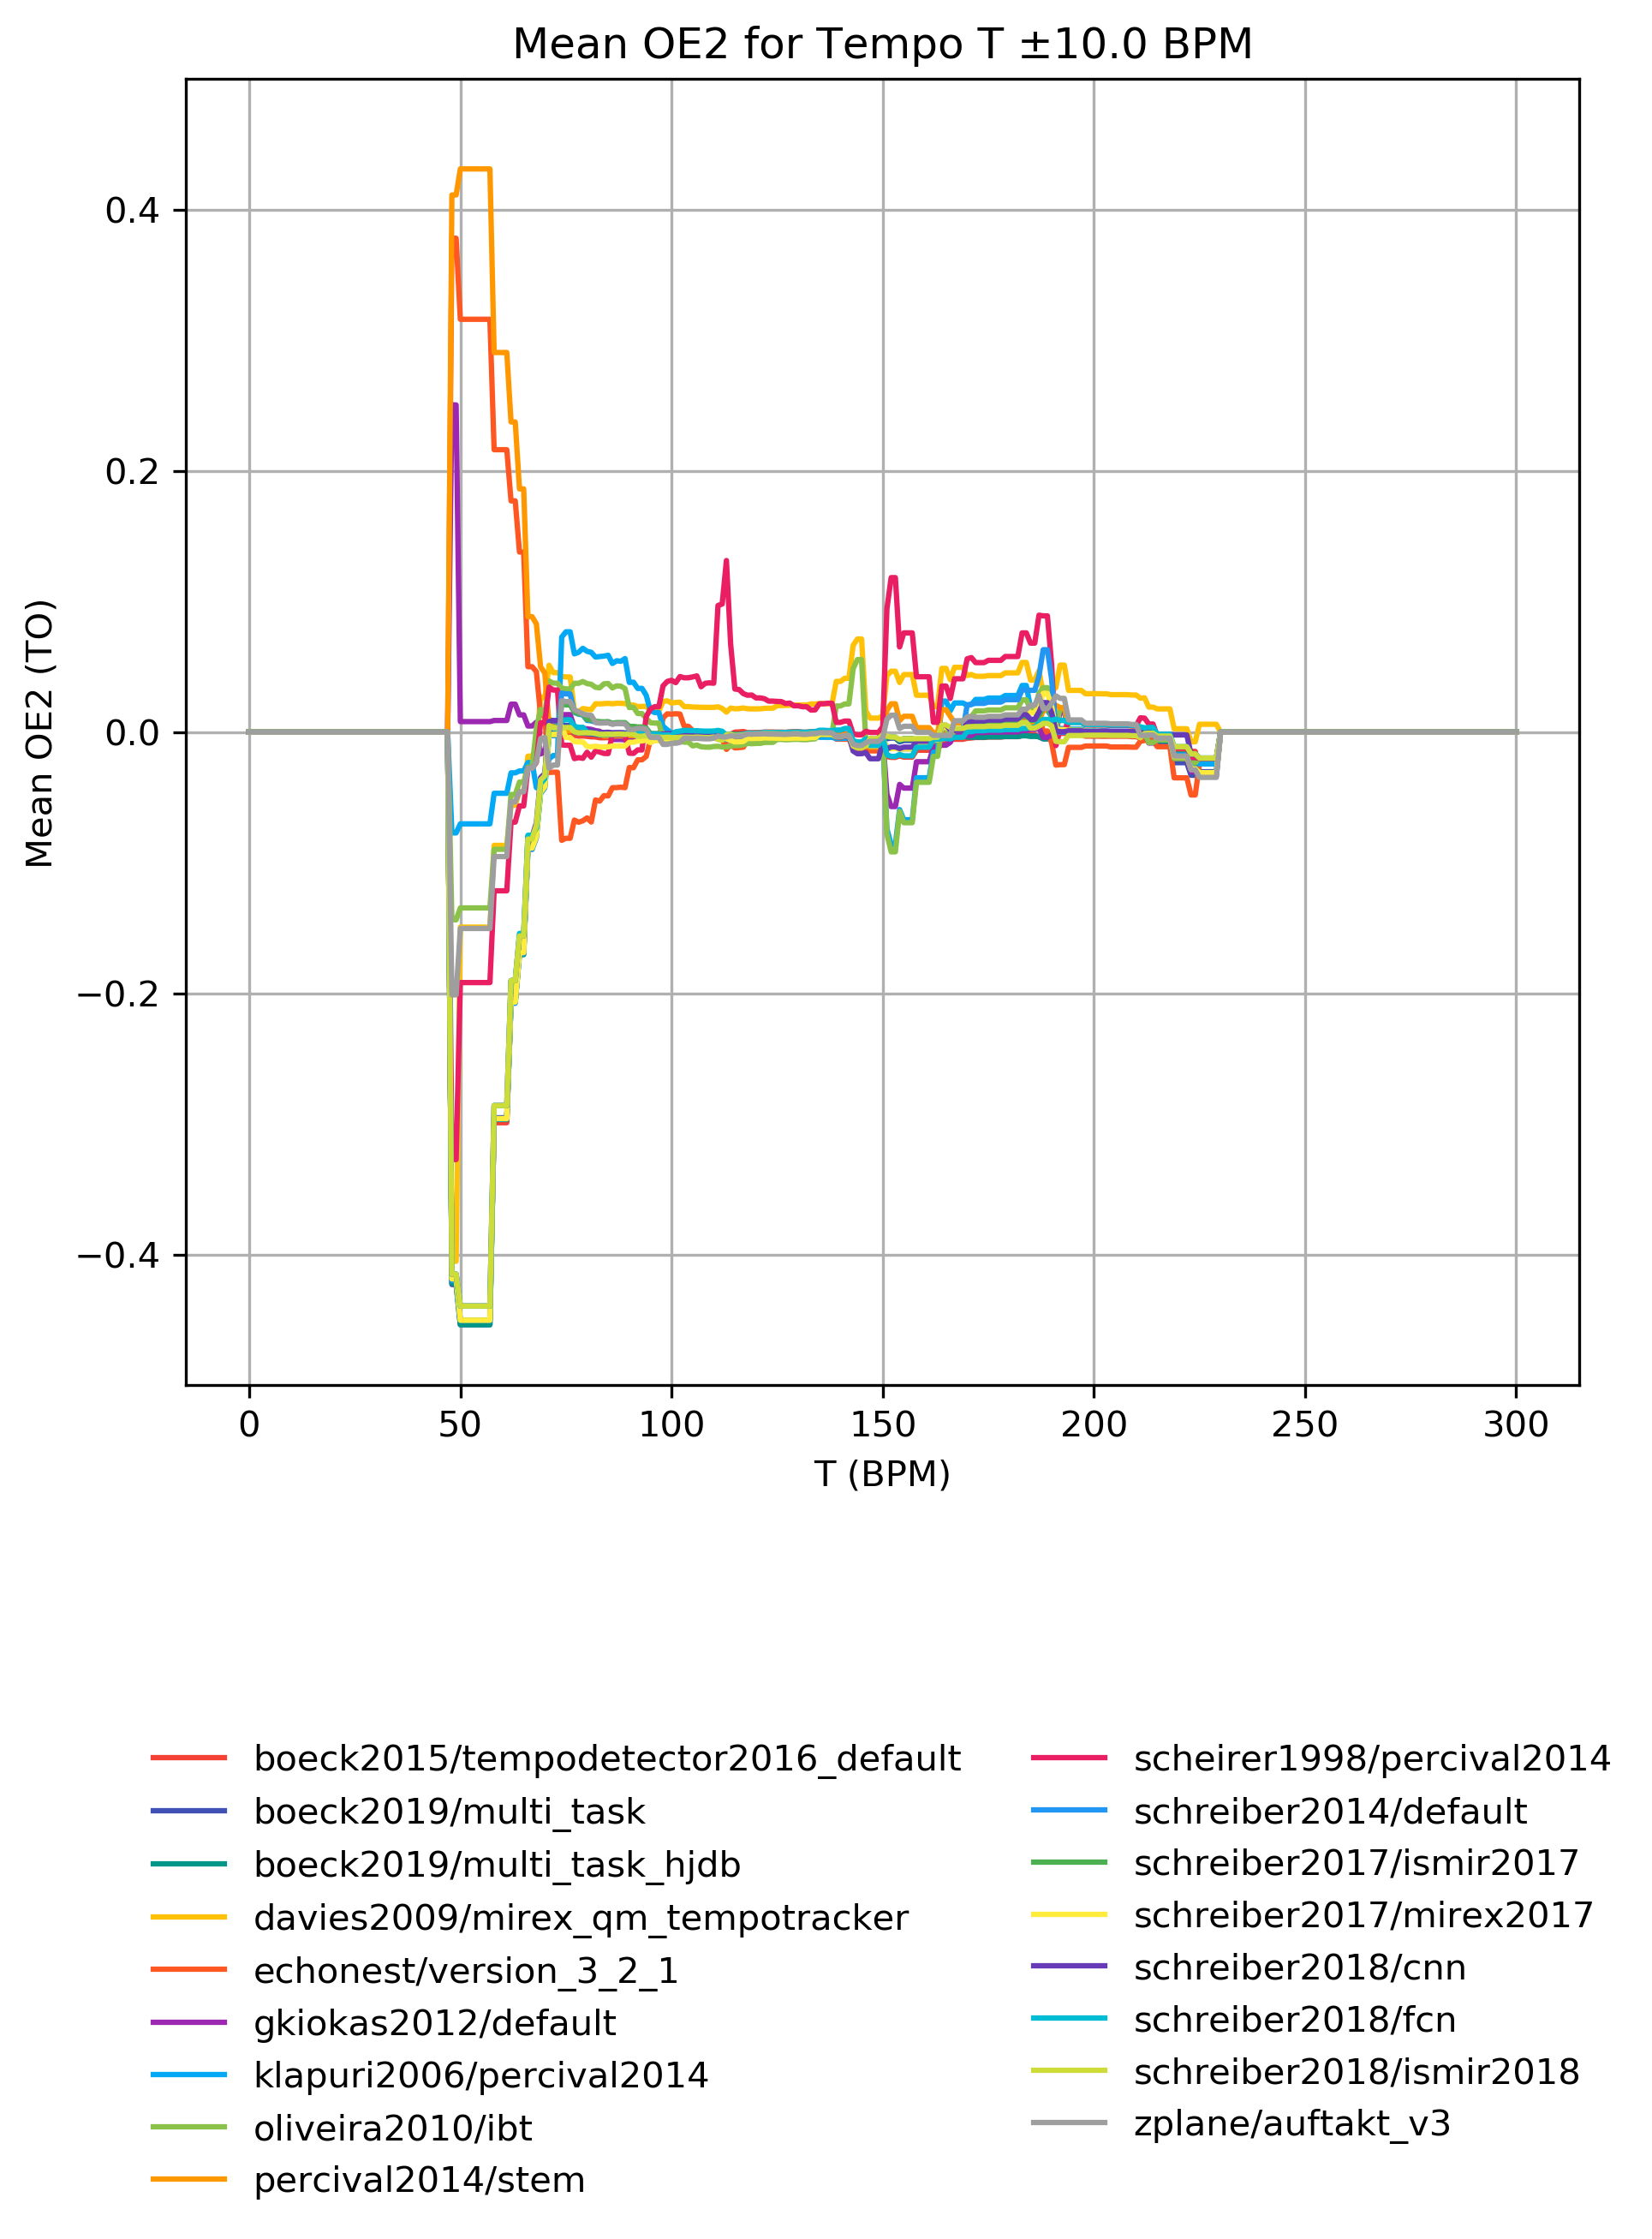 Mean OE2 for Tempo T ±10.0 BPM
Mean OE2 (TO)
0.4
0.2
0.0
−0.2
−0.4
0 50 100 150 200 250 300
T (BPM)
boeck2015/tempodetector2016_default
boeck2019/multi_task
boeck2019/multi_task_hjdb
davies2009/mirex_qm_tempotracker
echonest/version_3_2_1
gkiokas2012/default
klapuri2006/percival2014
oliveira2010/ibt
percival2014/stem
scheirer1998/percival2014
schreiber2014/default
schreiber2017/ismir2017
schreiber2017/mirex2017
schreiber2018/cnn
schreiber2018/fcn
schreiber2018/ismir2018
zplane/auftakt_v3